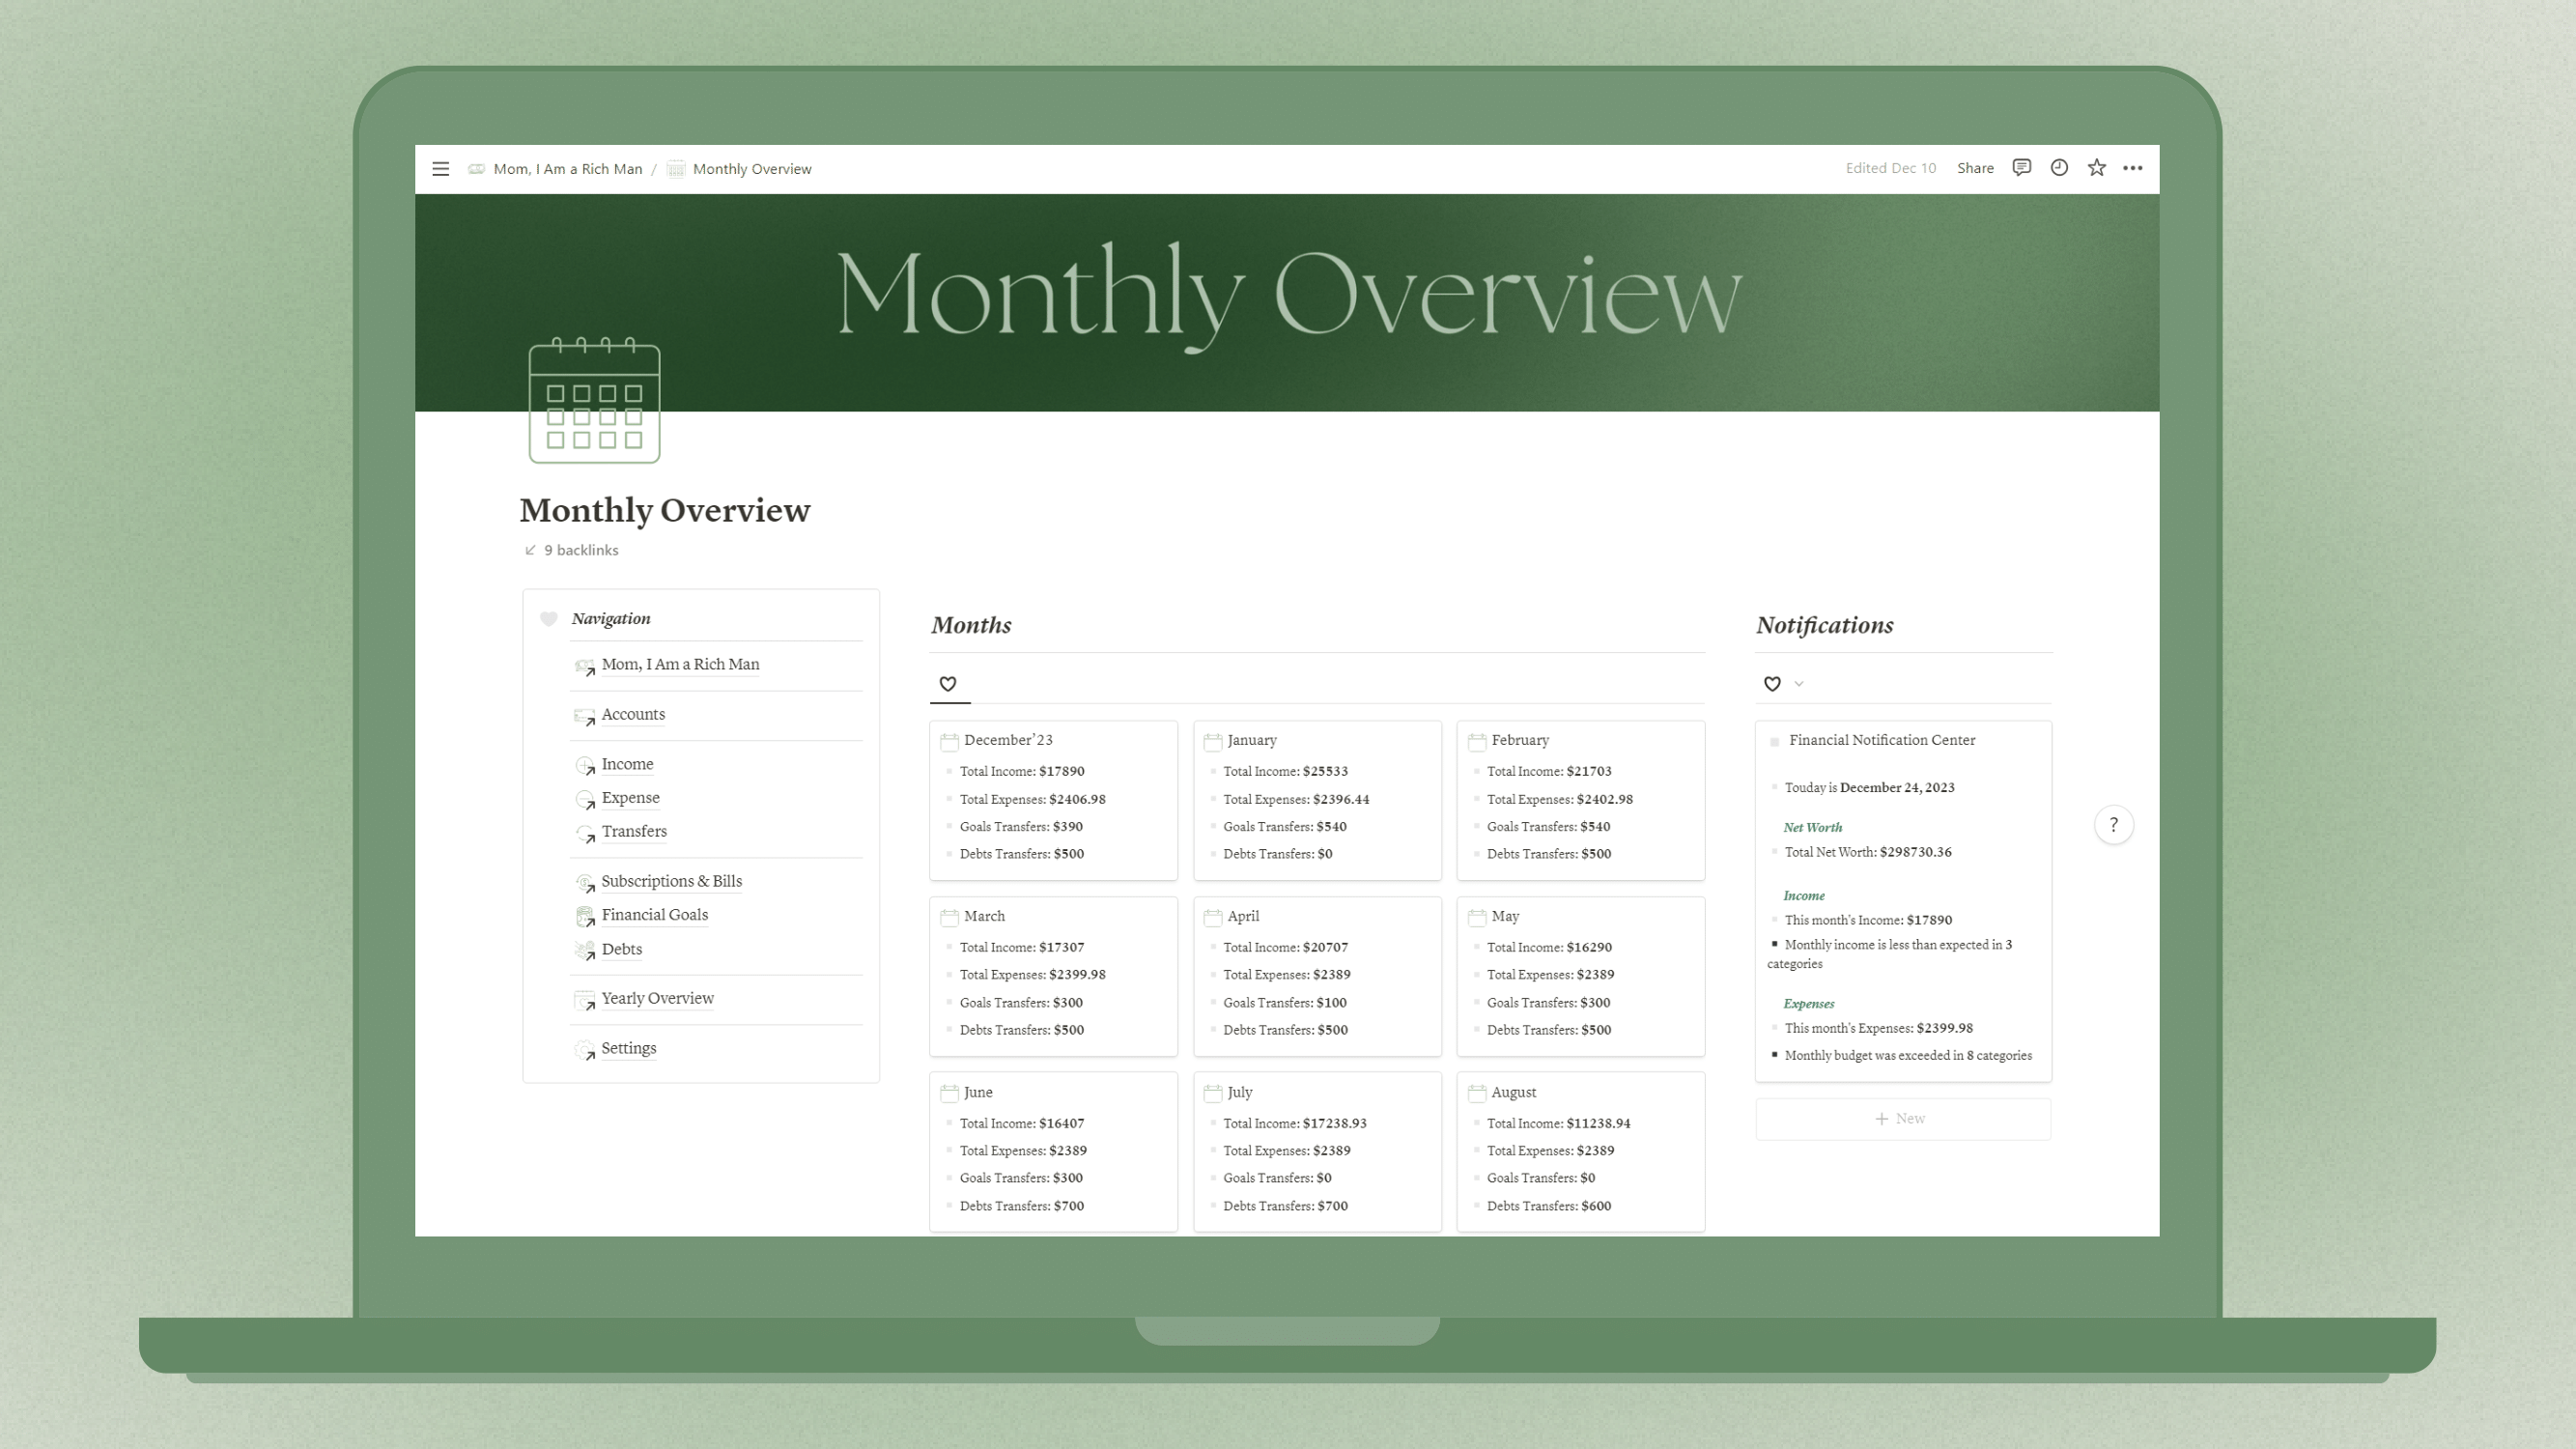 Mom, I Am a Rich Man / Monthly Overview
Edited Dec 10 Share
Monthly Overview
Monthly Overview
9 backlinks
Navigation
Mom, I Am a Rich Man
Accounts
Income
Expense
Transfers
Subscriptions & Bills
Financial Goals
Debts
Yearly Overview
Settings
Months
December’23
Total Income: $17890
Total Expenses: $2406.98
Goals Transfers: $390
Debts Transfers: $500
January
Total Income: $25533
Total Expenses: $2396.44
Goals Transfers: $540
Debts Transfers: $0
February
Total Income: $21703
Total Expenses: $2402.98
Goals Transfers: $540
Debts Transfers: $500
March
Total Income: $17307
Total Expenses: $2399.98
Goals Transfers: $300
Debts Transfers: $500
April
Total Income: $20707
Total Expenses: $2389
Goals Transfers: $100
Debts Transfers: $500
May
Total Income: $16290
Total Expenses: $2389
Goals Transfers: $300
Debts Transfers: $500
June
Total Income: $16407
Total Expenses: $2389
Goals Transfers: $300
Debts Transfers: $700
July
Total Income: $17238.93
Total Expenses: $2389
Goals Transfers: $0
Debts Transfers: $700
August
Total Income: $11238.94
Total Expenses: $2389
Goals Transfers: $0
Debts Transfers: $600
Notifications
Financial Notification Center
Touday is December 24, 2023
Net Worth
Total Net Worth: $298730.36
Income
This month's Income: $17890
Monthly income is less than expected in 3
categories
Expenses
This month's Expenses: $2399.98
Monthly budget was exceeded in 8 categories
+ New
?